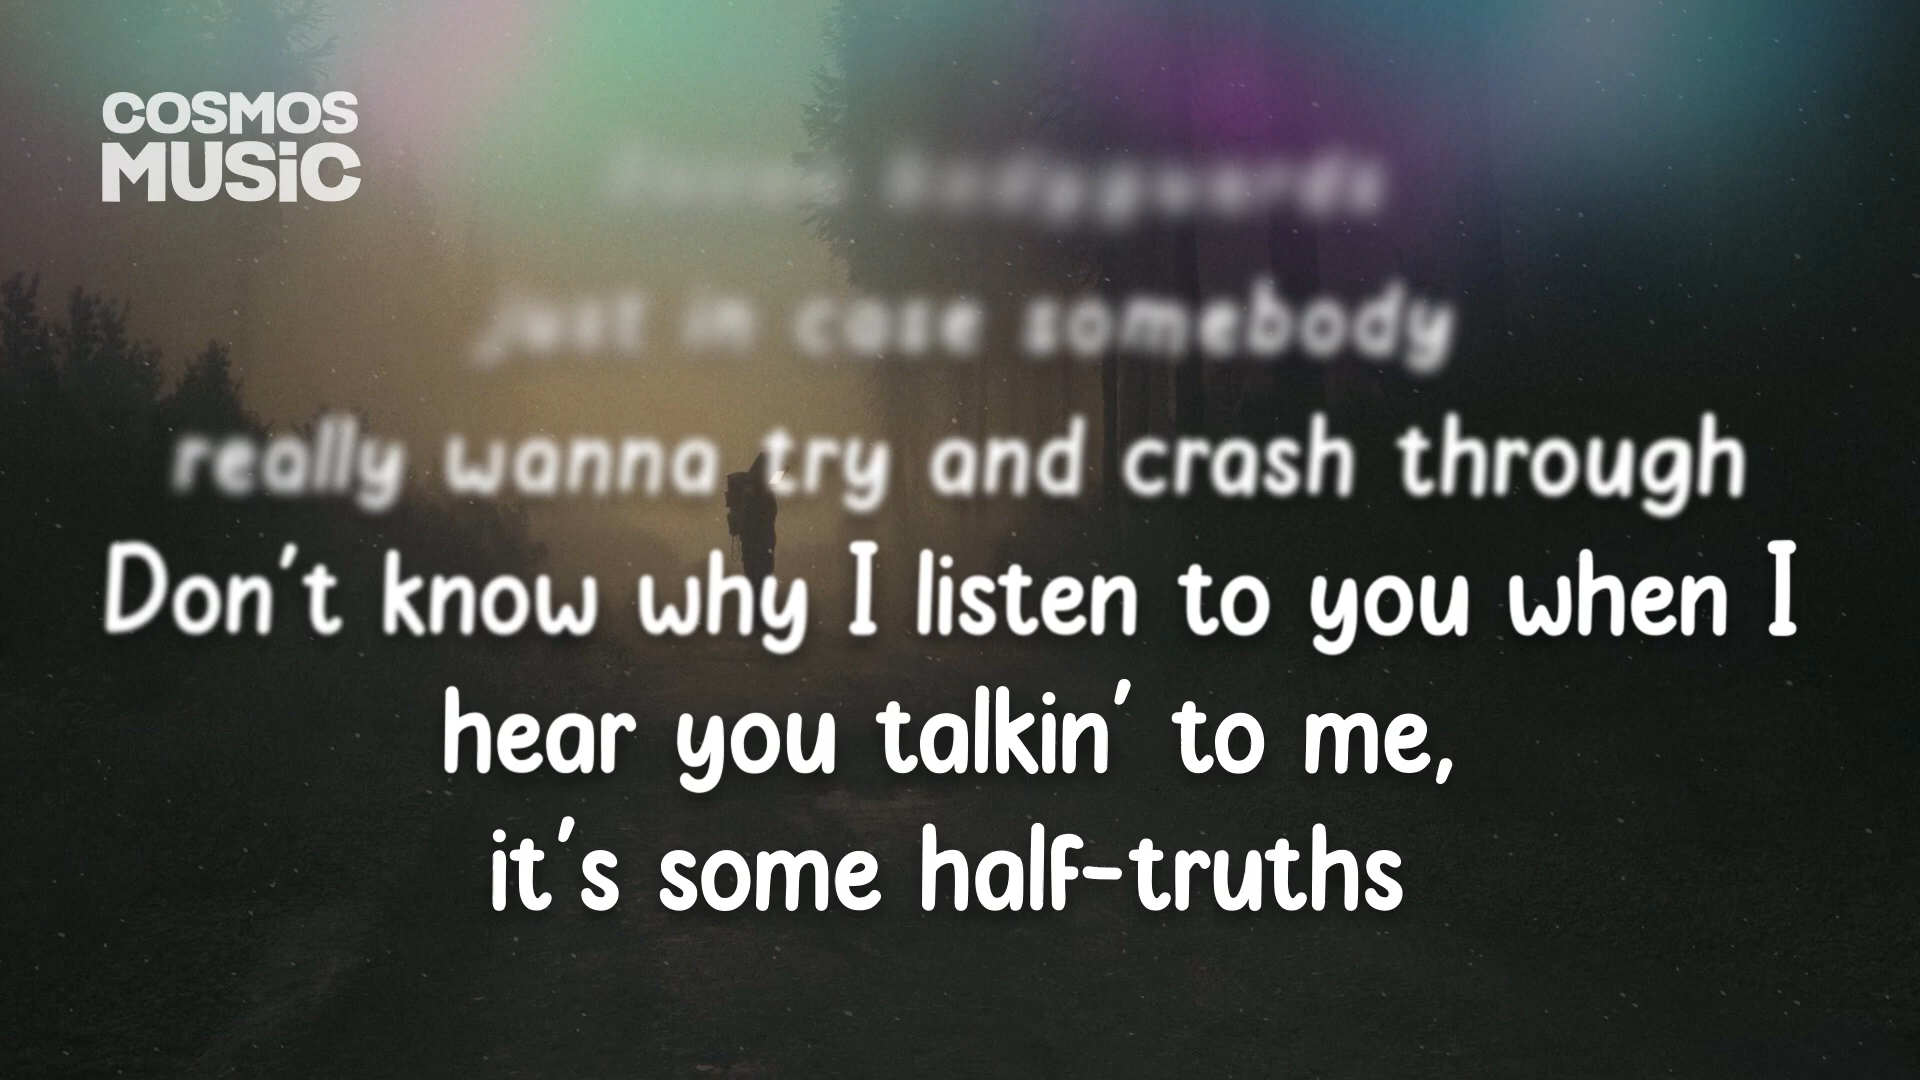 COSMOS
MUSiC
bodyguards
just in case somebody
really wanna try and crash through
Don't know why I listen to you when I
hear you talkin' to me,
it's some half-truths